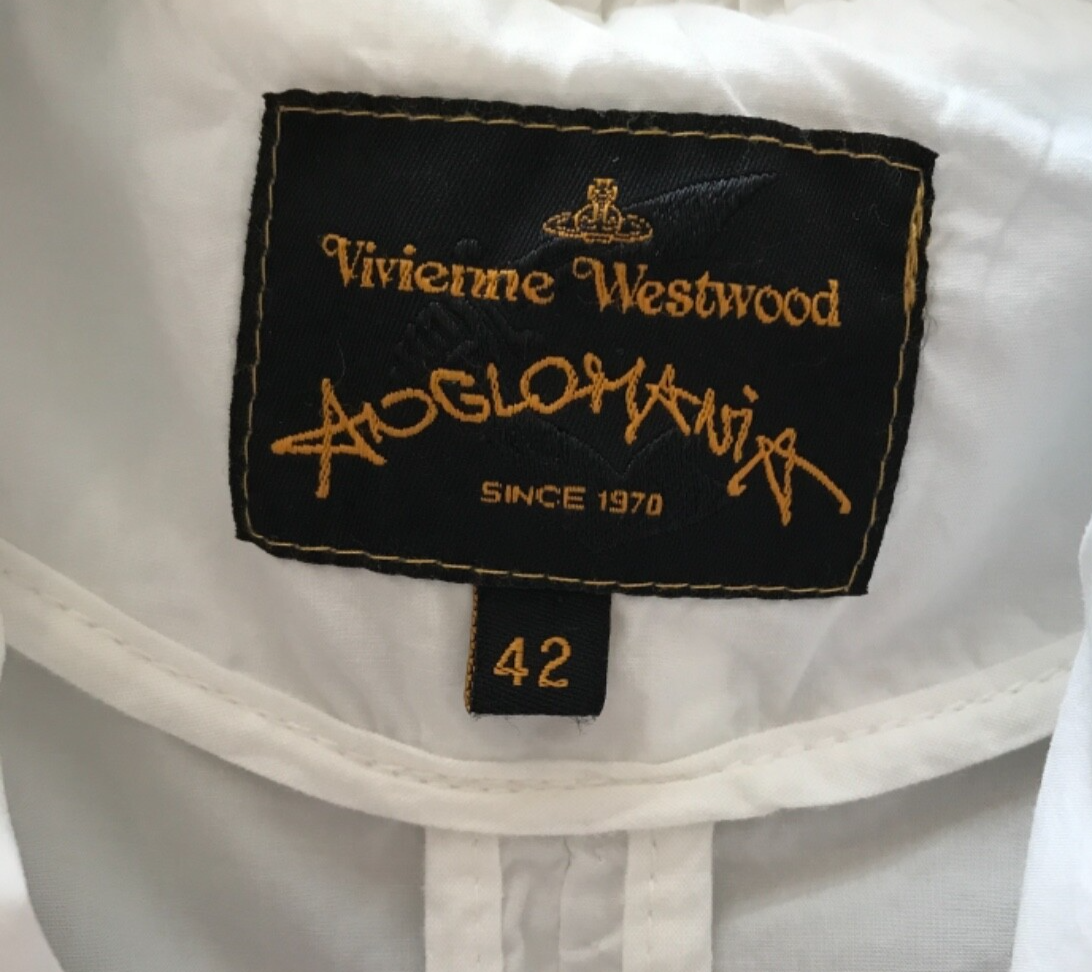 Vivienne Westwood
ANGLOMANIA
SINCE 1970
42